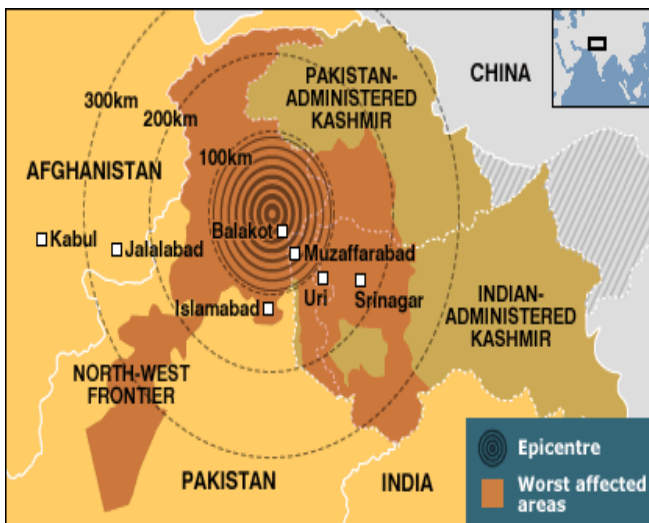 300km
200km
100km
PAKISTAN-
ADMINISTERED
KASHMIR
CHINA
AFGHANISTAN
Kabul
Jalalabad
Balakot
Muzaffarabad
Uri
Srinagar
Islamabad
INDIAN-
ADMINISTERED
KASHMIR
NORTH-WEST
FRONTIER
PAKISTAN
INDIA
Epicentre
Worst affected
areas